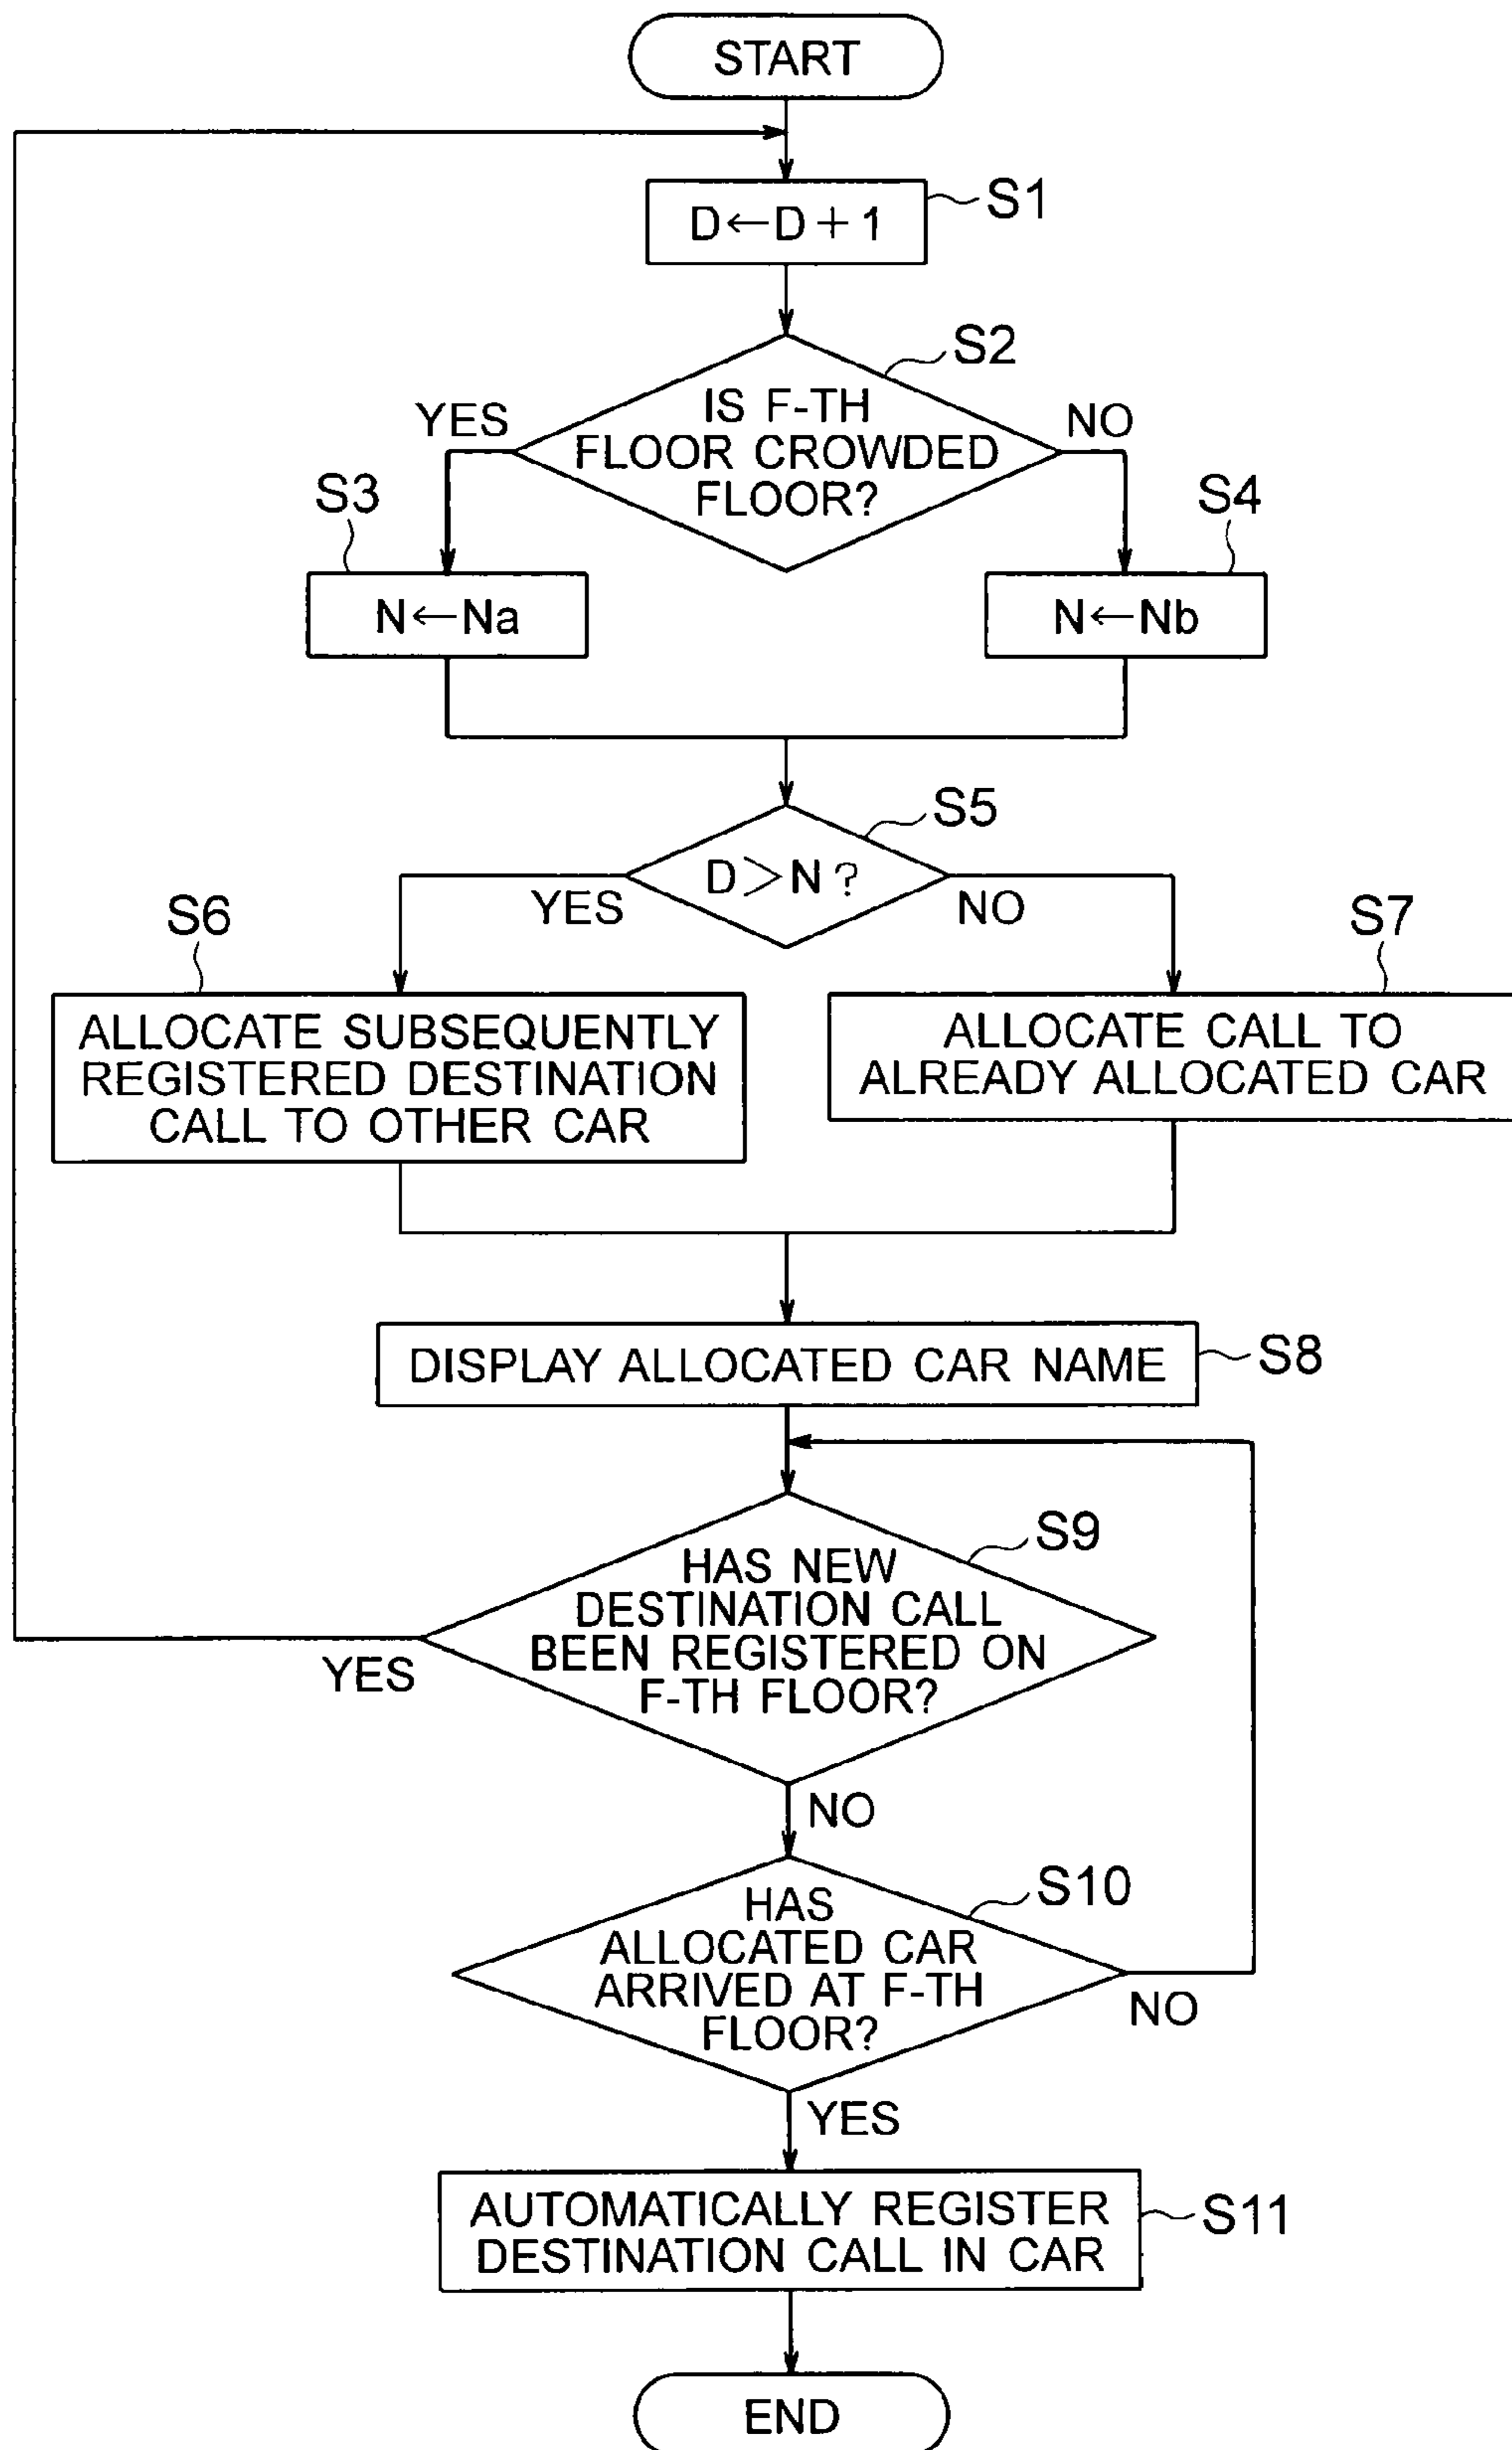 START
D←D+1
S1
S2
IS F-TH
FLOOR CROWDED
FLOOR?
YES
NO
S3
S4
N←Na
N←Nb
S5
D>N?
YES
NO
S6
S7
ALLOCATE SUBSEQUENTLY
REGISTERED DESTINATION
CALL TO OTHER CAR
ALLOCATE CALL TO
ALREADY ALLOCATED CAR
DISPLAY ALLOCATED CAR NAME
S8
S9
HAS NEW
DESTINATION CALL
BEEN REGISTERED ON
F-TH FLOOR?
YES
NO
S10
HAS
ALLOCATED CAR
ARRIVED AT F-TH
FLOOR?
NO
YES
AUTOMATICALLY REGISTER
DESTINATION CALL IN CAR
S11
END